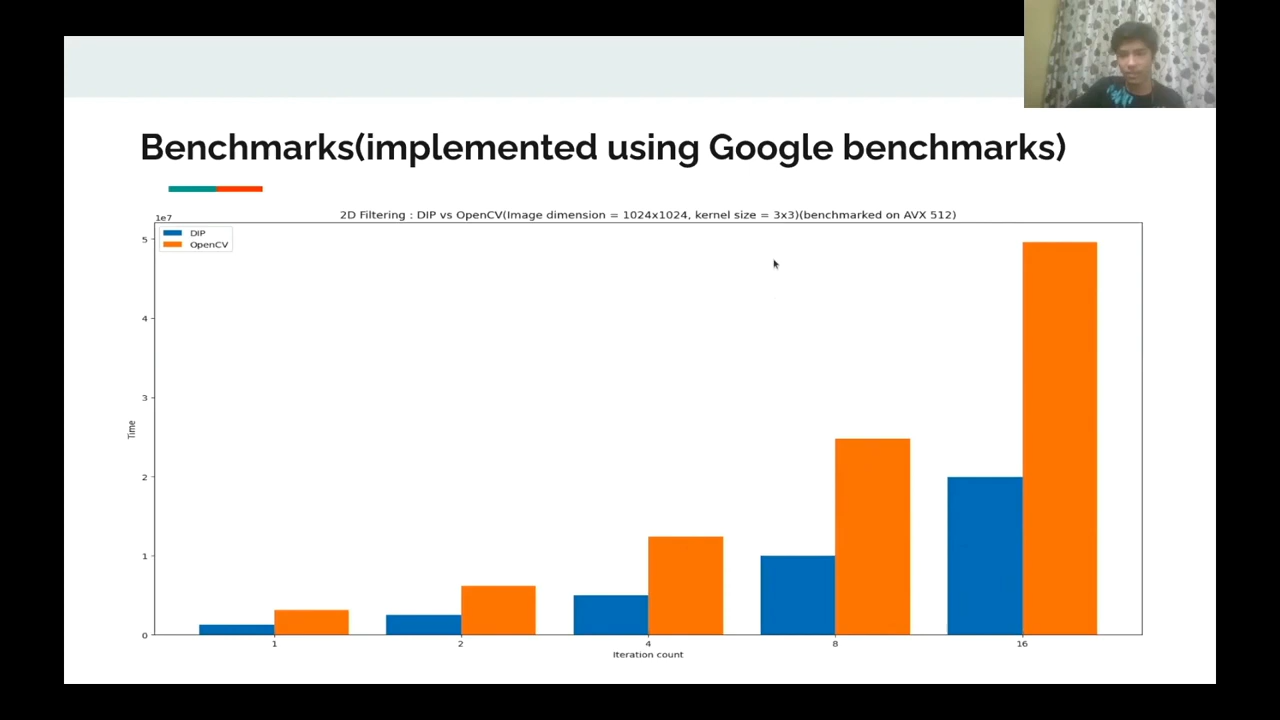 Benchmarks(implemented using Google benchmarks)
2D Filtering : DIP vs OpenCV(Image dimension = 1024x1024, kernel size = 3x3)(benchmarked on AVX 512)
1e7
DIP
OpenCV
5
4
3
2
1
0
Time
1 2 4 8 16
Iteration count